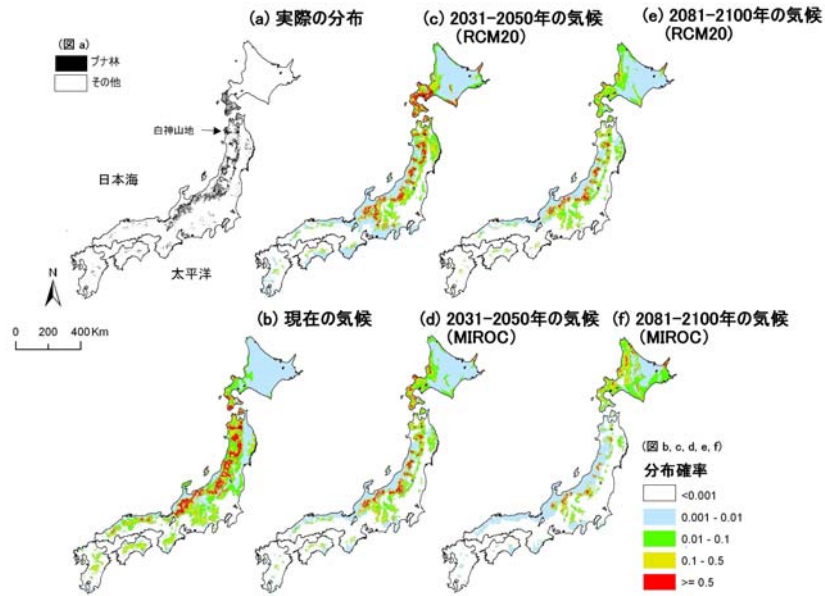 (a) 実際の分布
(c) 2031-2050年の気候
(RCM20)
(e) 2081-2100年の気候
(RCM20)
(図 a)
ブナ林
その他
白神山地
日本海
太平洋
N
0 200 400 Km
(b) 現在の気候
(d) 2031-2050年の気候
(MIROC)
(f) 2081-2100年の気候
(MIROC)
(図 b, c, d, e, f)
分布確率
<0.001
0.001 - 0.01
0.01 - 0.1
0.1 - 0.5
>= 0.5